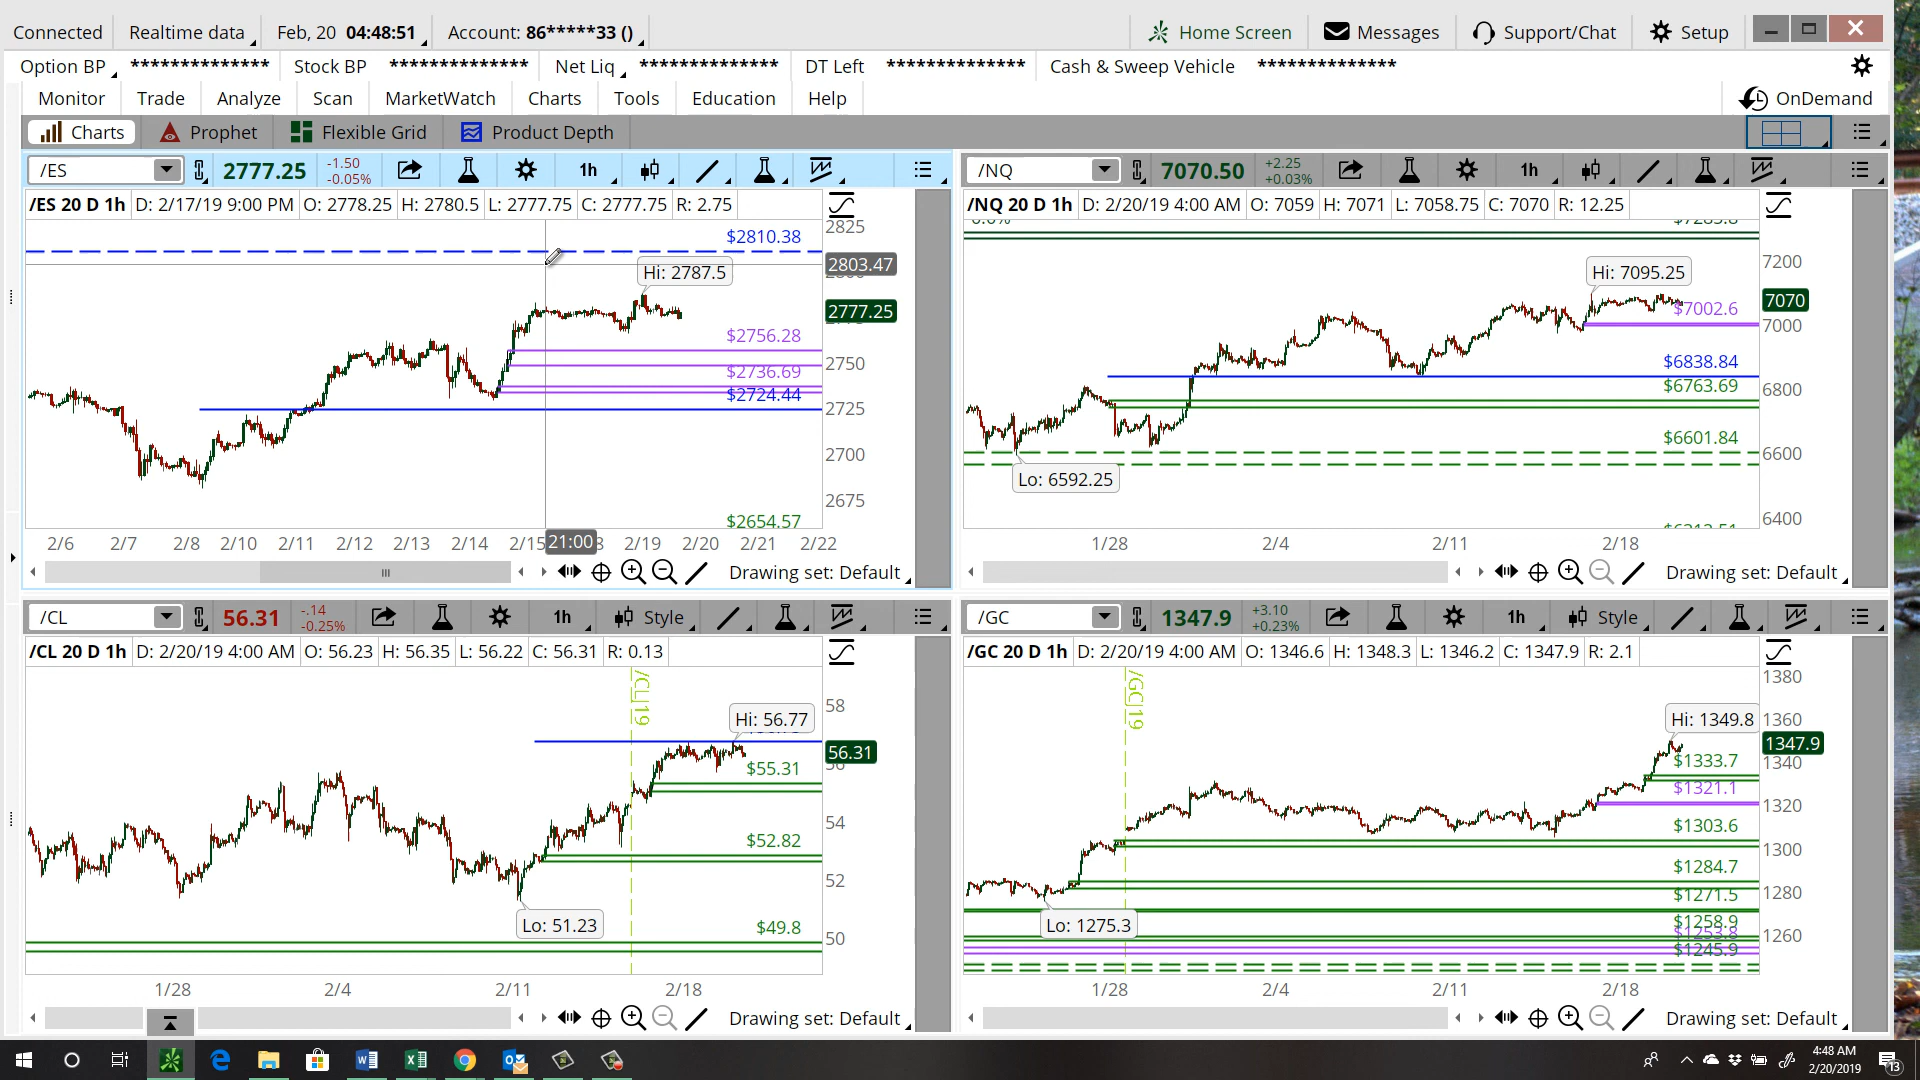 Connected Realtime data Feb, 20 04:48:51 Account: 86*****33 () Home Screen Messages Support/Chat Setup
Option BP ************** Stock BP ************** Net Liq ************** DT Left ************** Cash & Sweep Vehicle **************
Monitor Trade Analyze Scan MarketWatch Charts Tools Education Help OnDemand
Charts Prophet Flexible Grid Product Depth
/ES 2777.25 -1.50 -0.05% 1h
/ES 20 D 1h D: 2/17/19 9:00 PM O: 2778.25 H: 2780.5 L: 2777.75 C: 2777.75 R: 2.75
2825
$2810.38
2803.47
Hi: 2787.5
2777.25
$2756.28
2750
$2736.69
$2724.44
2725
2700
2675
$2654.57
2/6 2/7 2/8 2/10 2/11 2/12 2/13 2/14 2/15 21:00 2/19 2/20 2/21 2/22
Drawing set: Default
/NQ 7070.50 +2.25 +0.03% 1h
/NQ 20 D 1h D: 2/20/19 4:00 AM O: 7059 H: 7071 L: 7058.75 C: 7070 R: 12.25
7200
Hi: 7095.25
7070
$7002.6
7000
$6838.84
$6763.69
6800
$6601.84
6600
Lo: 6592.25
6400
1/28 2/4 2/11 2/18
Drawing set: Default
/CL 56.31 -.14 -0.25% 1h Style
/CL 20 D 1h D: 2/20/19 4:00 AM O: 56.23 H: 56.35 L: 56.22 C: 56.31 R: 0.13
/CLJ19
58
Hi: 56.77
56.31
56
$55.31
54
$52.82
52
Lo: 51.23
$49.8
50
1/28 2/4 2/11 2/18
Drawing set: Default
/GC 1347.9 +3.10 +0.23% 1h Style
/GC 20 D 1h D: 2/20/19 4:00 AM O: 1346.6 H: 1348.3 L: 1346.2 C: 1347.9 R: 2.1
/GCJ19
1380
Hi: 1349.8
1360
1347.9
$1333.7
1340
$1321.1
1320
$1303.6
1300
$1284.7
1280
$1271.5
Lo: 1275.3
$1258.9
$1253.8
1260
$1245.9
1/28 2/4 2/11 2/18
Drawing set: Default
4:48 AM
2/20/2019
13